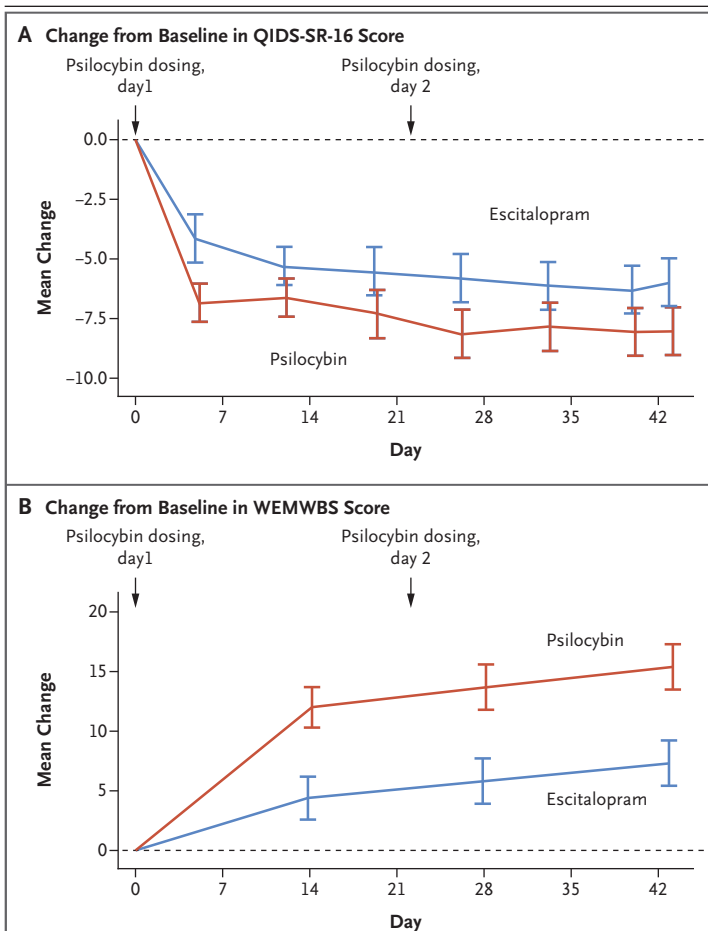 A Change from Baseline in QIDS-SR-16 Score
Psilocybin dosing, Psilocybin dosing,
day1 day 2
0.0
−2.5
Escitalopram
−5.0
−7.5
Psilocybin
−10.0
Mean Change
0 7 14 21 28 35 42
Day
B Change from Baseline in WEMWBS Score
Psilocybin dosing, Psilocybin dosing,
day1 day 2
20
Psilocybin
15
10
5
Escitalopram
0
Mean Change
0 7 14 21 28 35 42
Day